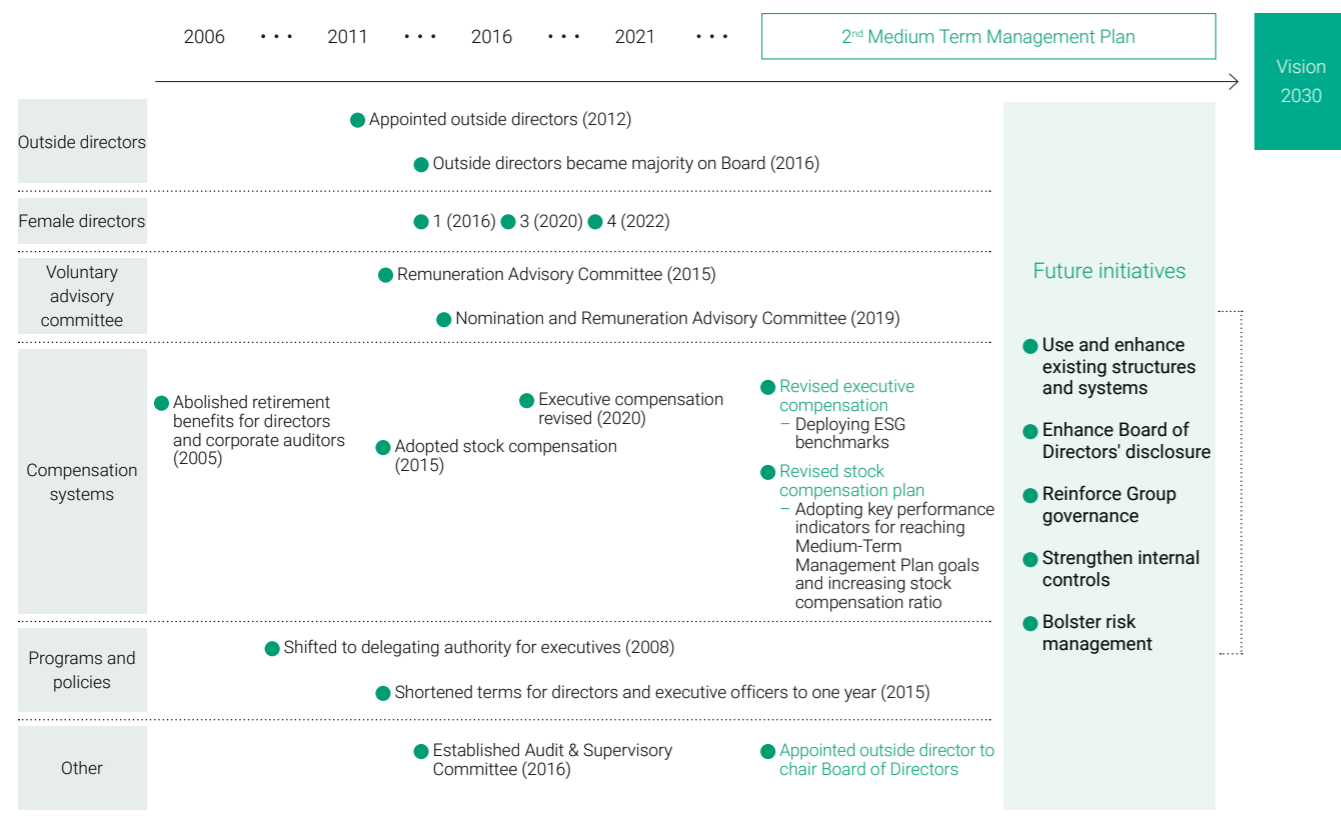 2006 ··· 2011 ··· 2016 ··· 2021 ··· 2nd Medium Term Management Plan
Vision
2030
Outside directors
Appointed outside directors (2012)
Outside directors became majority on Board (2016)
Female directors
1 (2016) 3 (2020) 4 (2022)
Voluntary
advisory
committee
Remuneration Advisory Committee (2015)
Nomination and Remuneration Advisory Committee (2019)
Compensation
systems
Abolished retirement
benefits for directors
and corporate auditors
(2005)
Adopted stock compensation
(2015)
Executive compensation
revised (2020)
Revised executive
compensation
– Deploying ESG
benchmarks
Revised stock
compensation plan
– Adopting key performance
indicators for reaching
Medium-Term
Management Plan goals
and increasing stock
compensation ratio
Programs and
policies
Shifted to delegating authority for executives (2008)
Shortened terms for directors and executive officers to one year (2015)
Other
Established Audit & Supervisory
Committee (2016)
Appointed outside director to
chair Board of Directors
Future initiatives
Use and enhance
existing structures
and systems
Enhance Board of
Directors' disclosure
Reinforce Group
governance
Strengthen internal
controls
Bolster risk
management